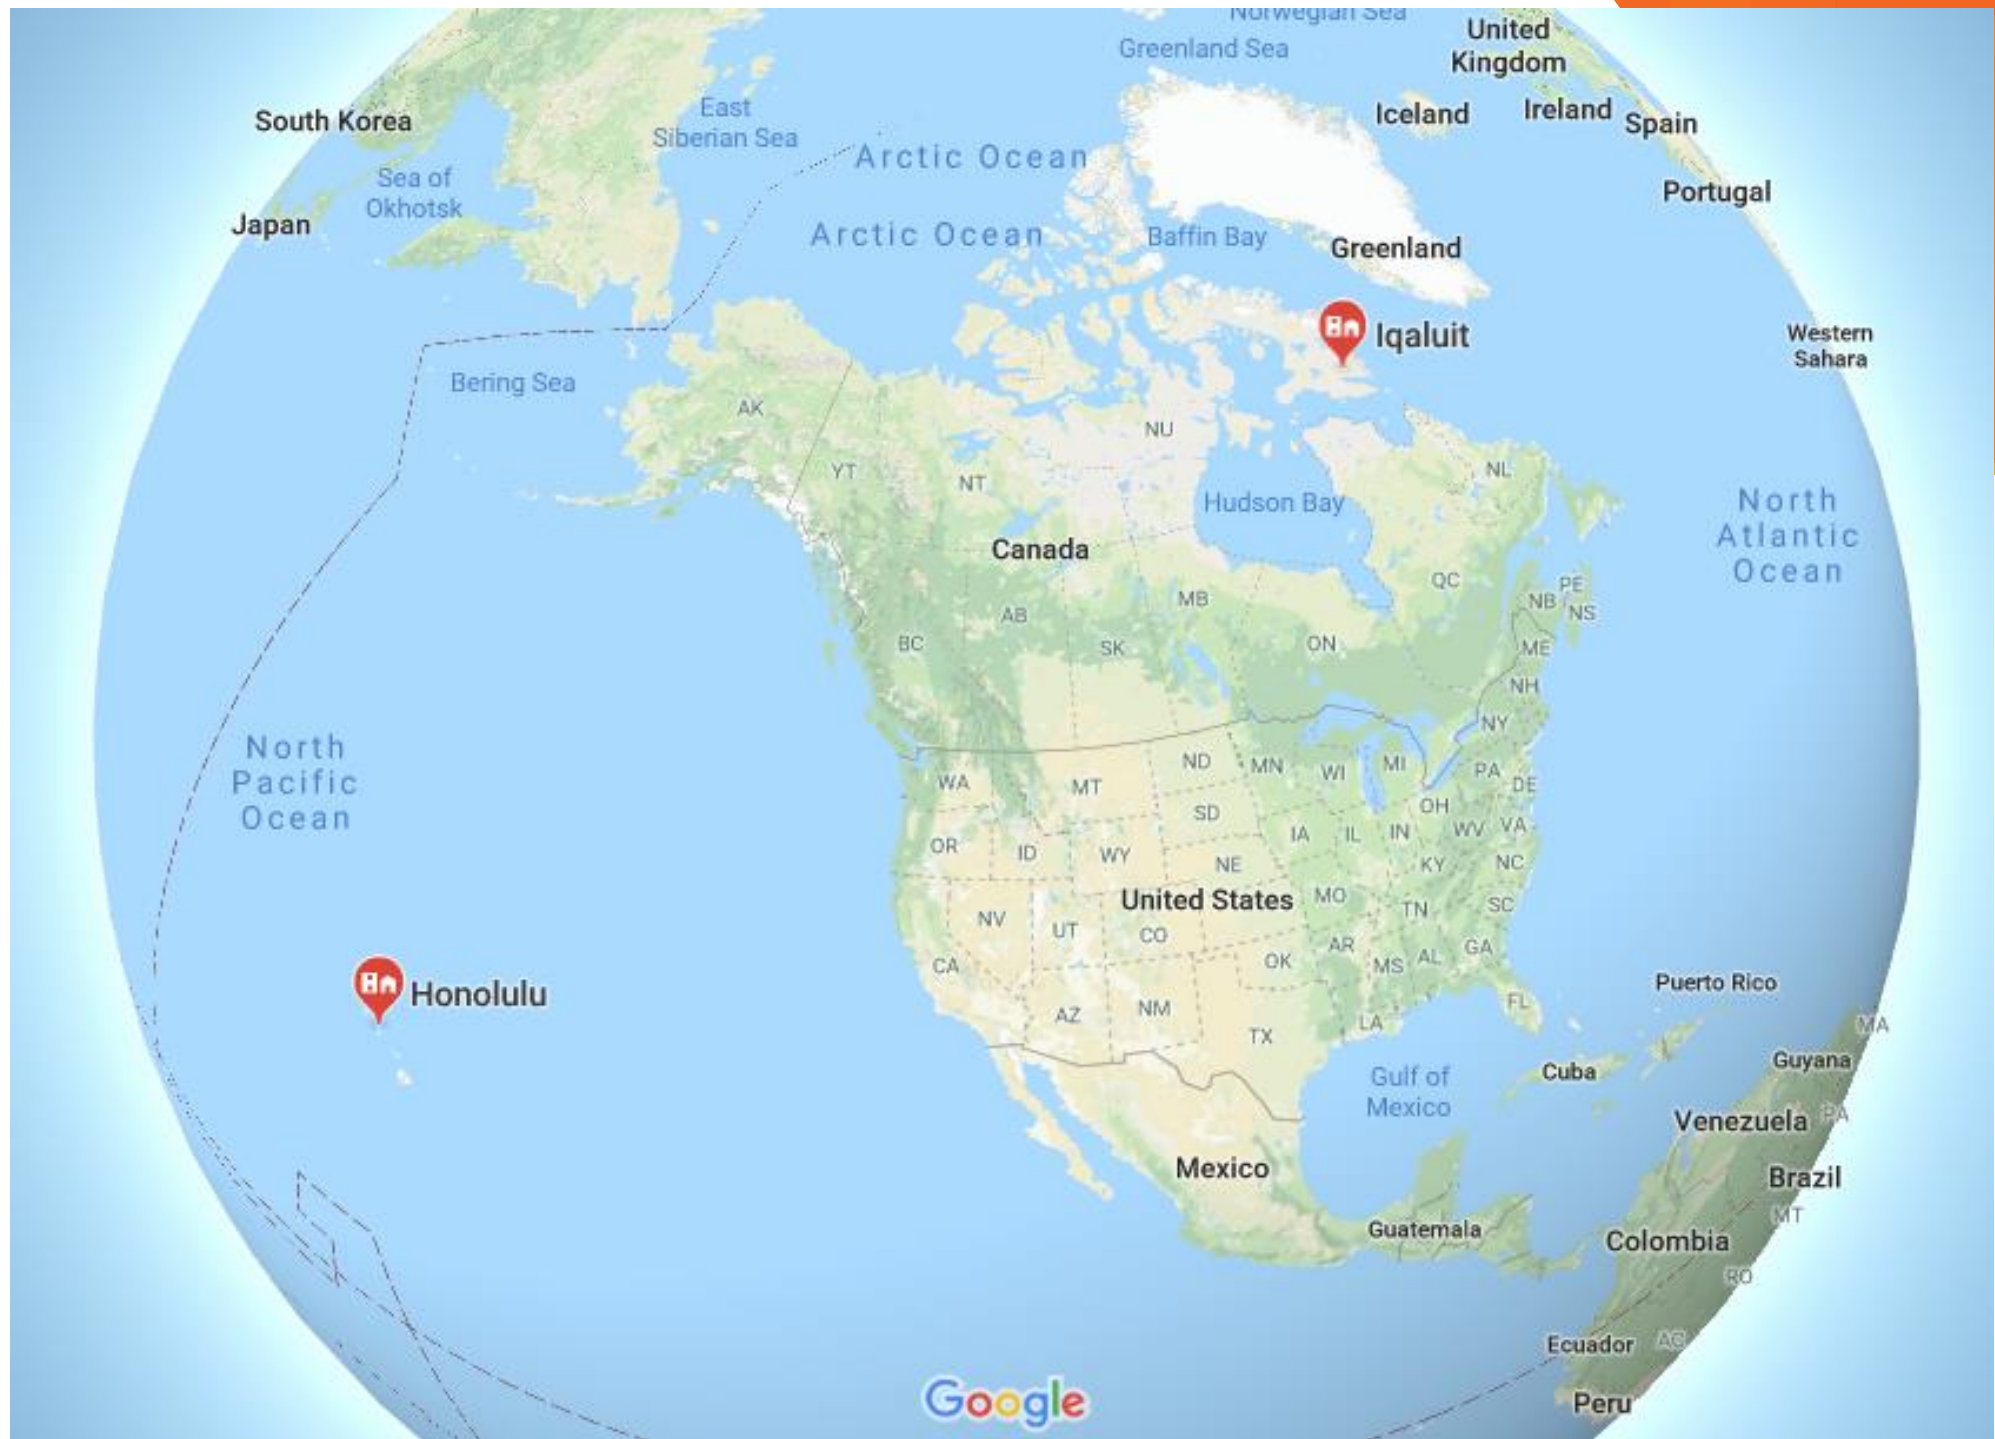 Norwegian Sea
United
Kingdom
Greenland Sea
East
Siberian Sea
South Korea
Iceland
Ireland
Spain
Arctic Ocean
Sea of
Okhotsk
Portugal
Japan
Arctic Ocean
Baffin Bay
Greenland
Iqaluit
Western
Sahara
Bering Sea
AK
NU
YT
NT
NL
Hudson Bay
North
Atlantic
Ocean
Canada
QC
PE
NB
NS
MB
AB
BC
SK
ON
ME
NH
NY
North
Pacific
Ocean
ND
MN
WI
MI
PA
DE
WA
MT
OH
SD
IA
IL
IN
WV
VA
OR
ID
WY
NE
KY
NC
United States
MO
TN
SC
NV
UT
CO
AR
AL
GA
CA
OK
MS
Puerto Rico
Honolulu
FL
AZ
NM
TX
LA
MA
Guyana
Cuba
Gulf of
Mexico
Venezuela
PA
Mexico
Brazil
MT
Guatemala
Colombia
RO
Ecuador
AC
Peru
Google